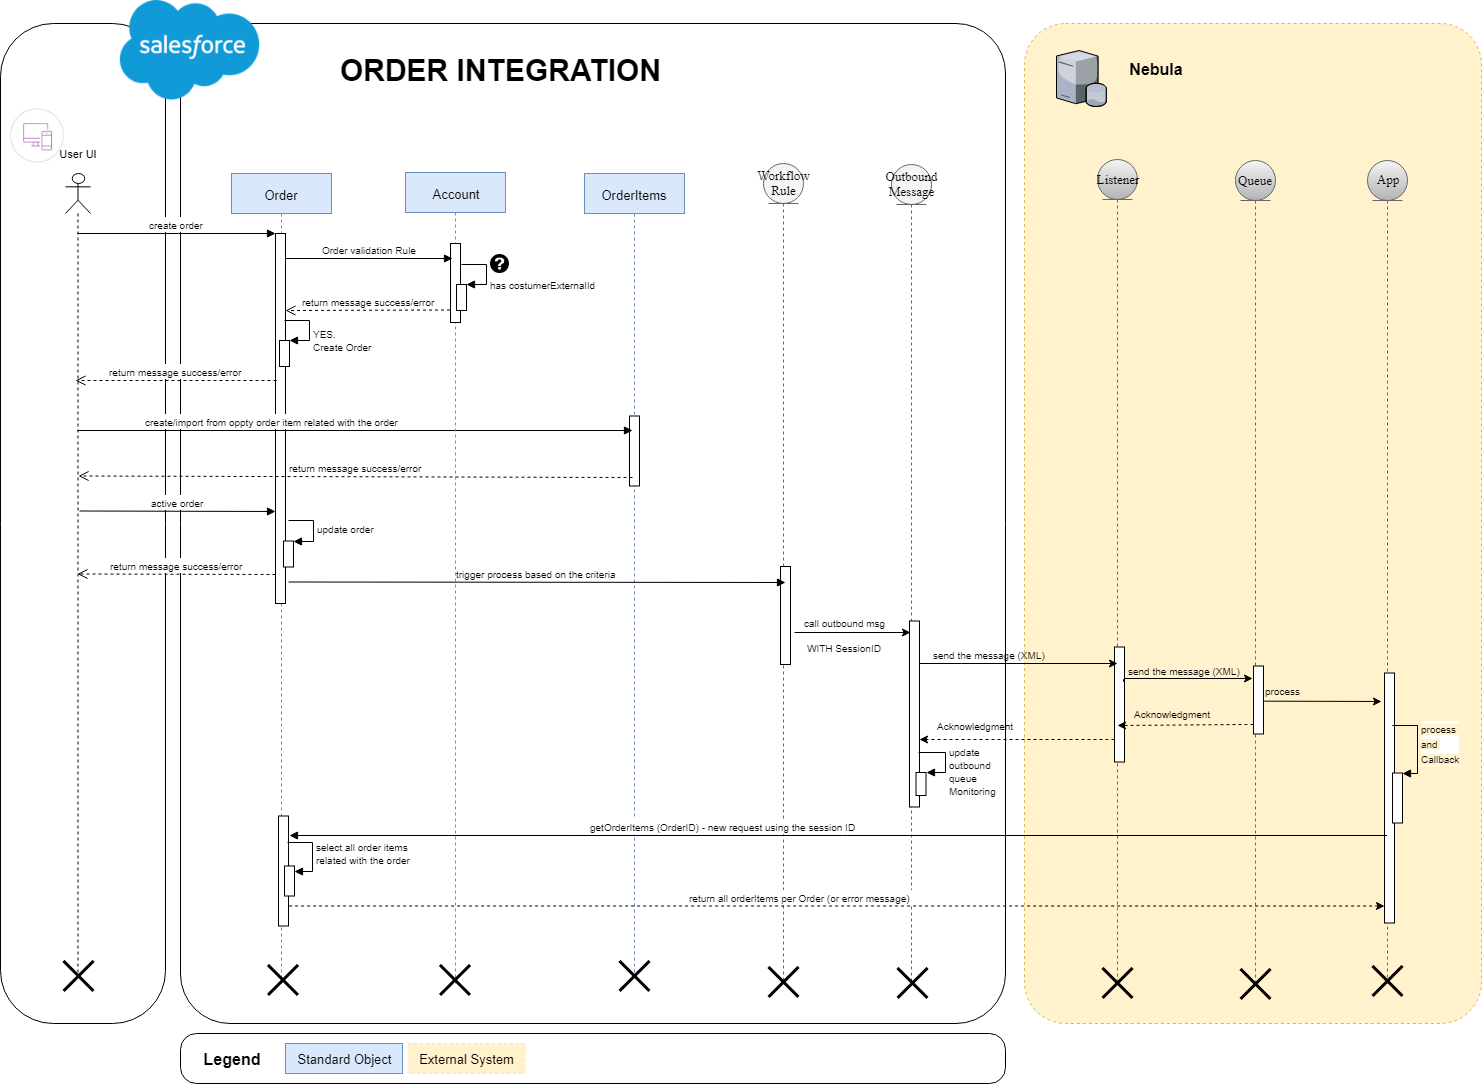 salesforce
ORDER INTEGRATION
Nebula
User UI
Order
Account
OrderItems
Workflow
Rule
Outbound
Message
Listener
Queue
App
create order
Order validation Rule
?
has costumerExternalId
return message success/error
YES.
Create Order
return message success/error
create/import from oppty order item related with the order
return message success/error
active order
update order
return message success/error
trigger process based on the criteria
call outbound msg
WITH SessionID
send the message (XML)
send the message (XML)
process
Acknowledgment
Acknowledgment
process
and
Callback
update
outbound
queue
Monitoring
getOrderItems (OrderID) - new request using the session ID
select all order items
related with the order
return all orderItems per Order (or error message)
Legend
Standard Object
External System